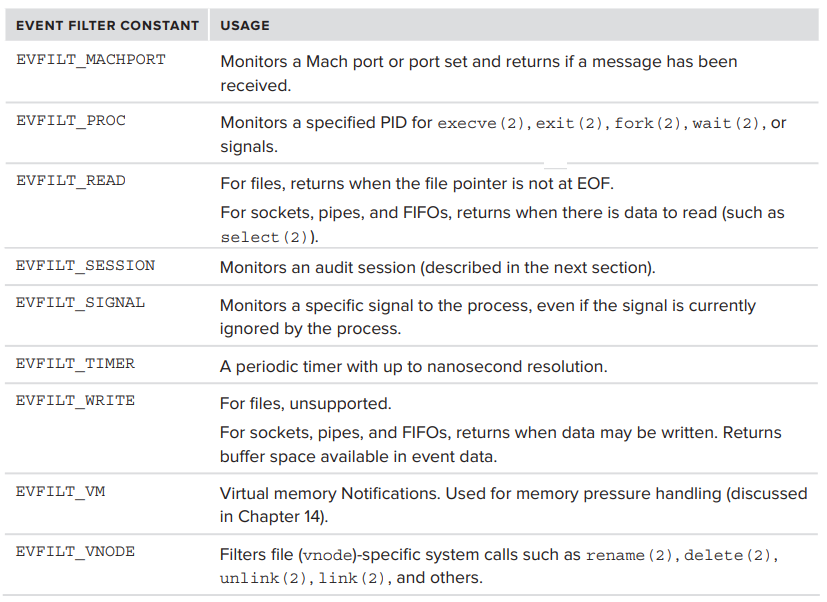 EVENT FILTER CONSTANT USAGE
EVFILT_MACHPORT Monitors a Mach port or port set and returns if a message has been
received.
EVFILT_PROC Monitors a specified PID for execve(2), exit(2), fork(2), wait(2), or
signals.
EVFILT_READ For files, returns when the file pointer is not at EOF.
For sockets, pipes, and FIFOs, returns when there is data to read (such as
select(2)).
EVFILT_SESSION Monitors an audit session (described in the next section).
EVFILT_SIGNAL Monitors a specific signal to the process, even if the signal is currently
ignored by the process.
EVFILT_TIMER A periodic timer with up to nanosecond resolution.
EVFILT_WRITE For files, unsupported.
For sockets, pipes, and FIFOs, returns when data may be written. Returns
buffer space available in event data.
EVFILT_VM Virtual memory Notifications. Used for memory pressure handling (discussed
in Chapter 14).
EVFILT_VNODE Filters file (vnode)-specific system calls such as rename(2), delete(2),
unlink(2), link(2), and others.